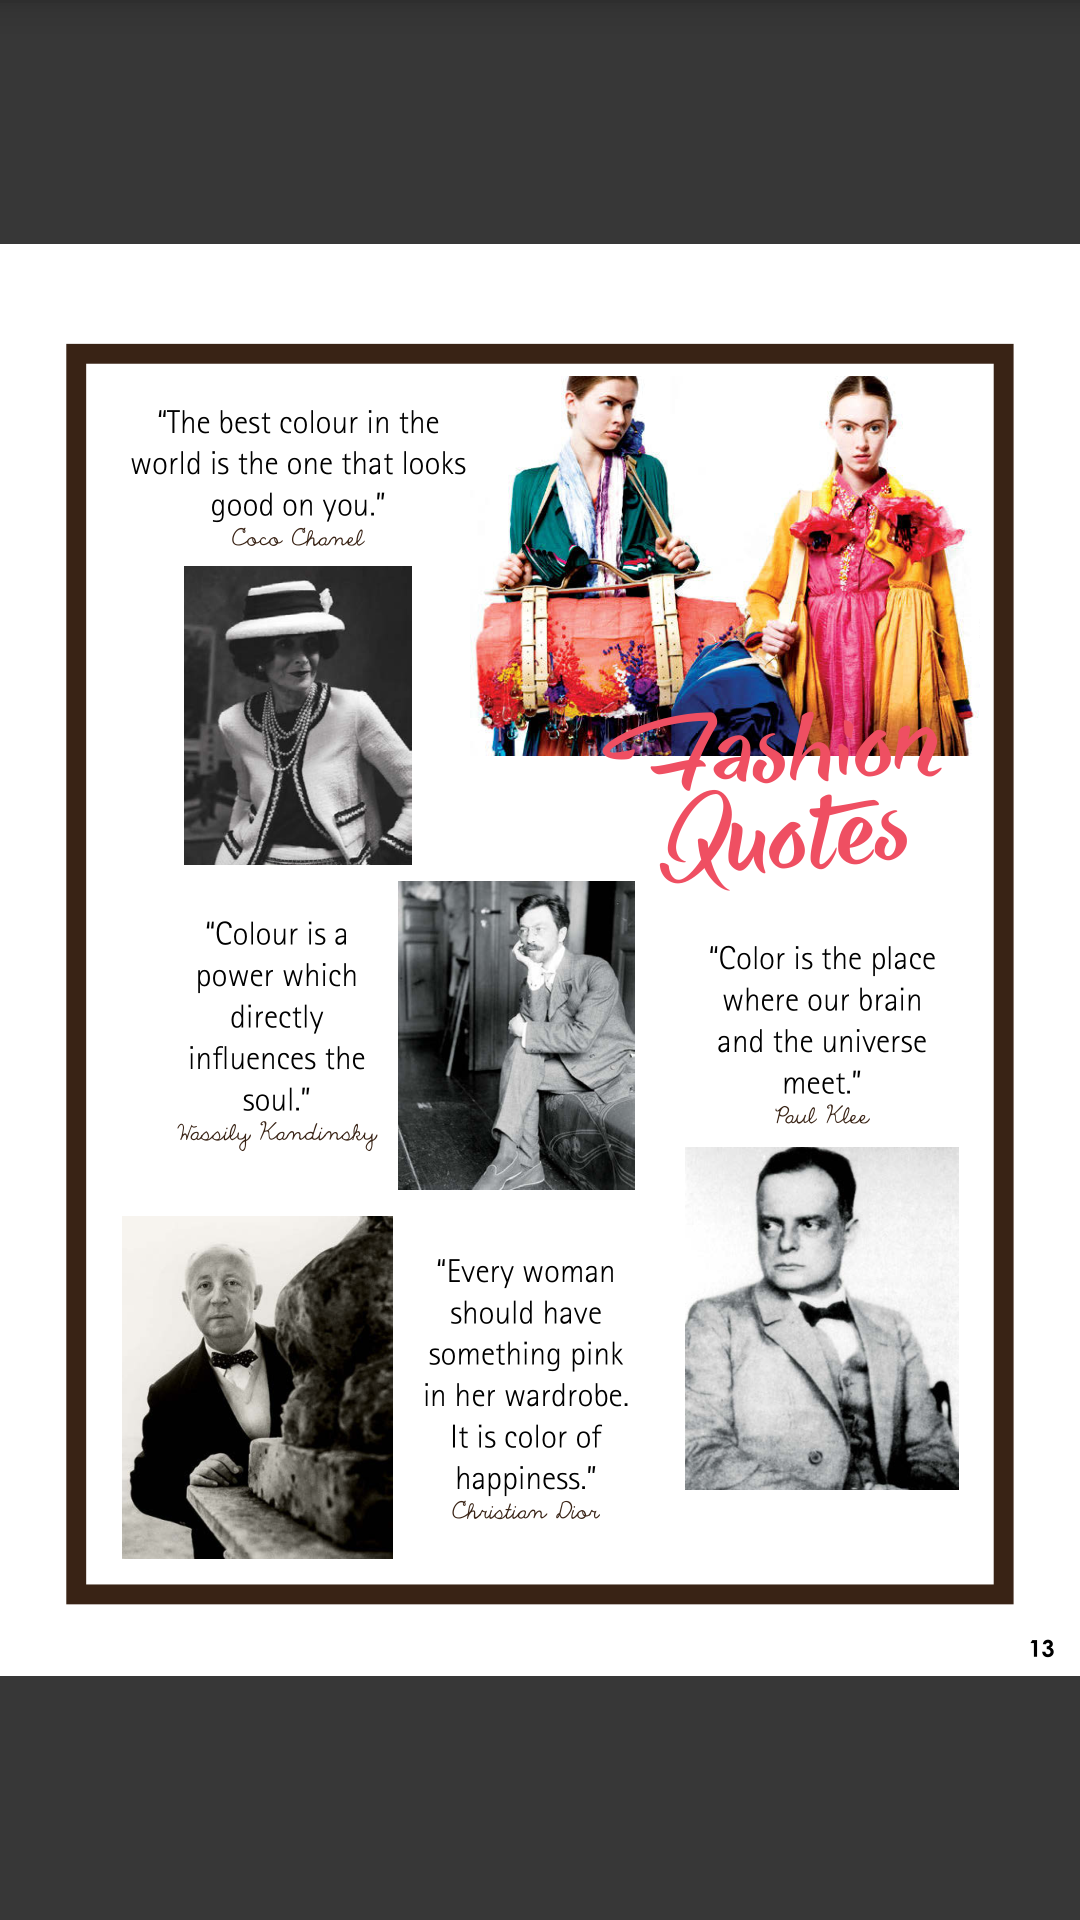 “The best colour in the
world is the one that looks
good on you.”
Coco Chanel
Fashion
Quotes
“Colour is a
power which
directly
influences the
soul.”
Wassily Kandinsky
“Color is the place
where our brain
and the universe
meet.”
Paul Klee
“Every woman
should have
something pink
in her wardrobe.
It is color of
happiness.”
Christian Dior
13